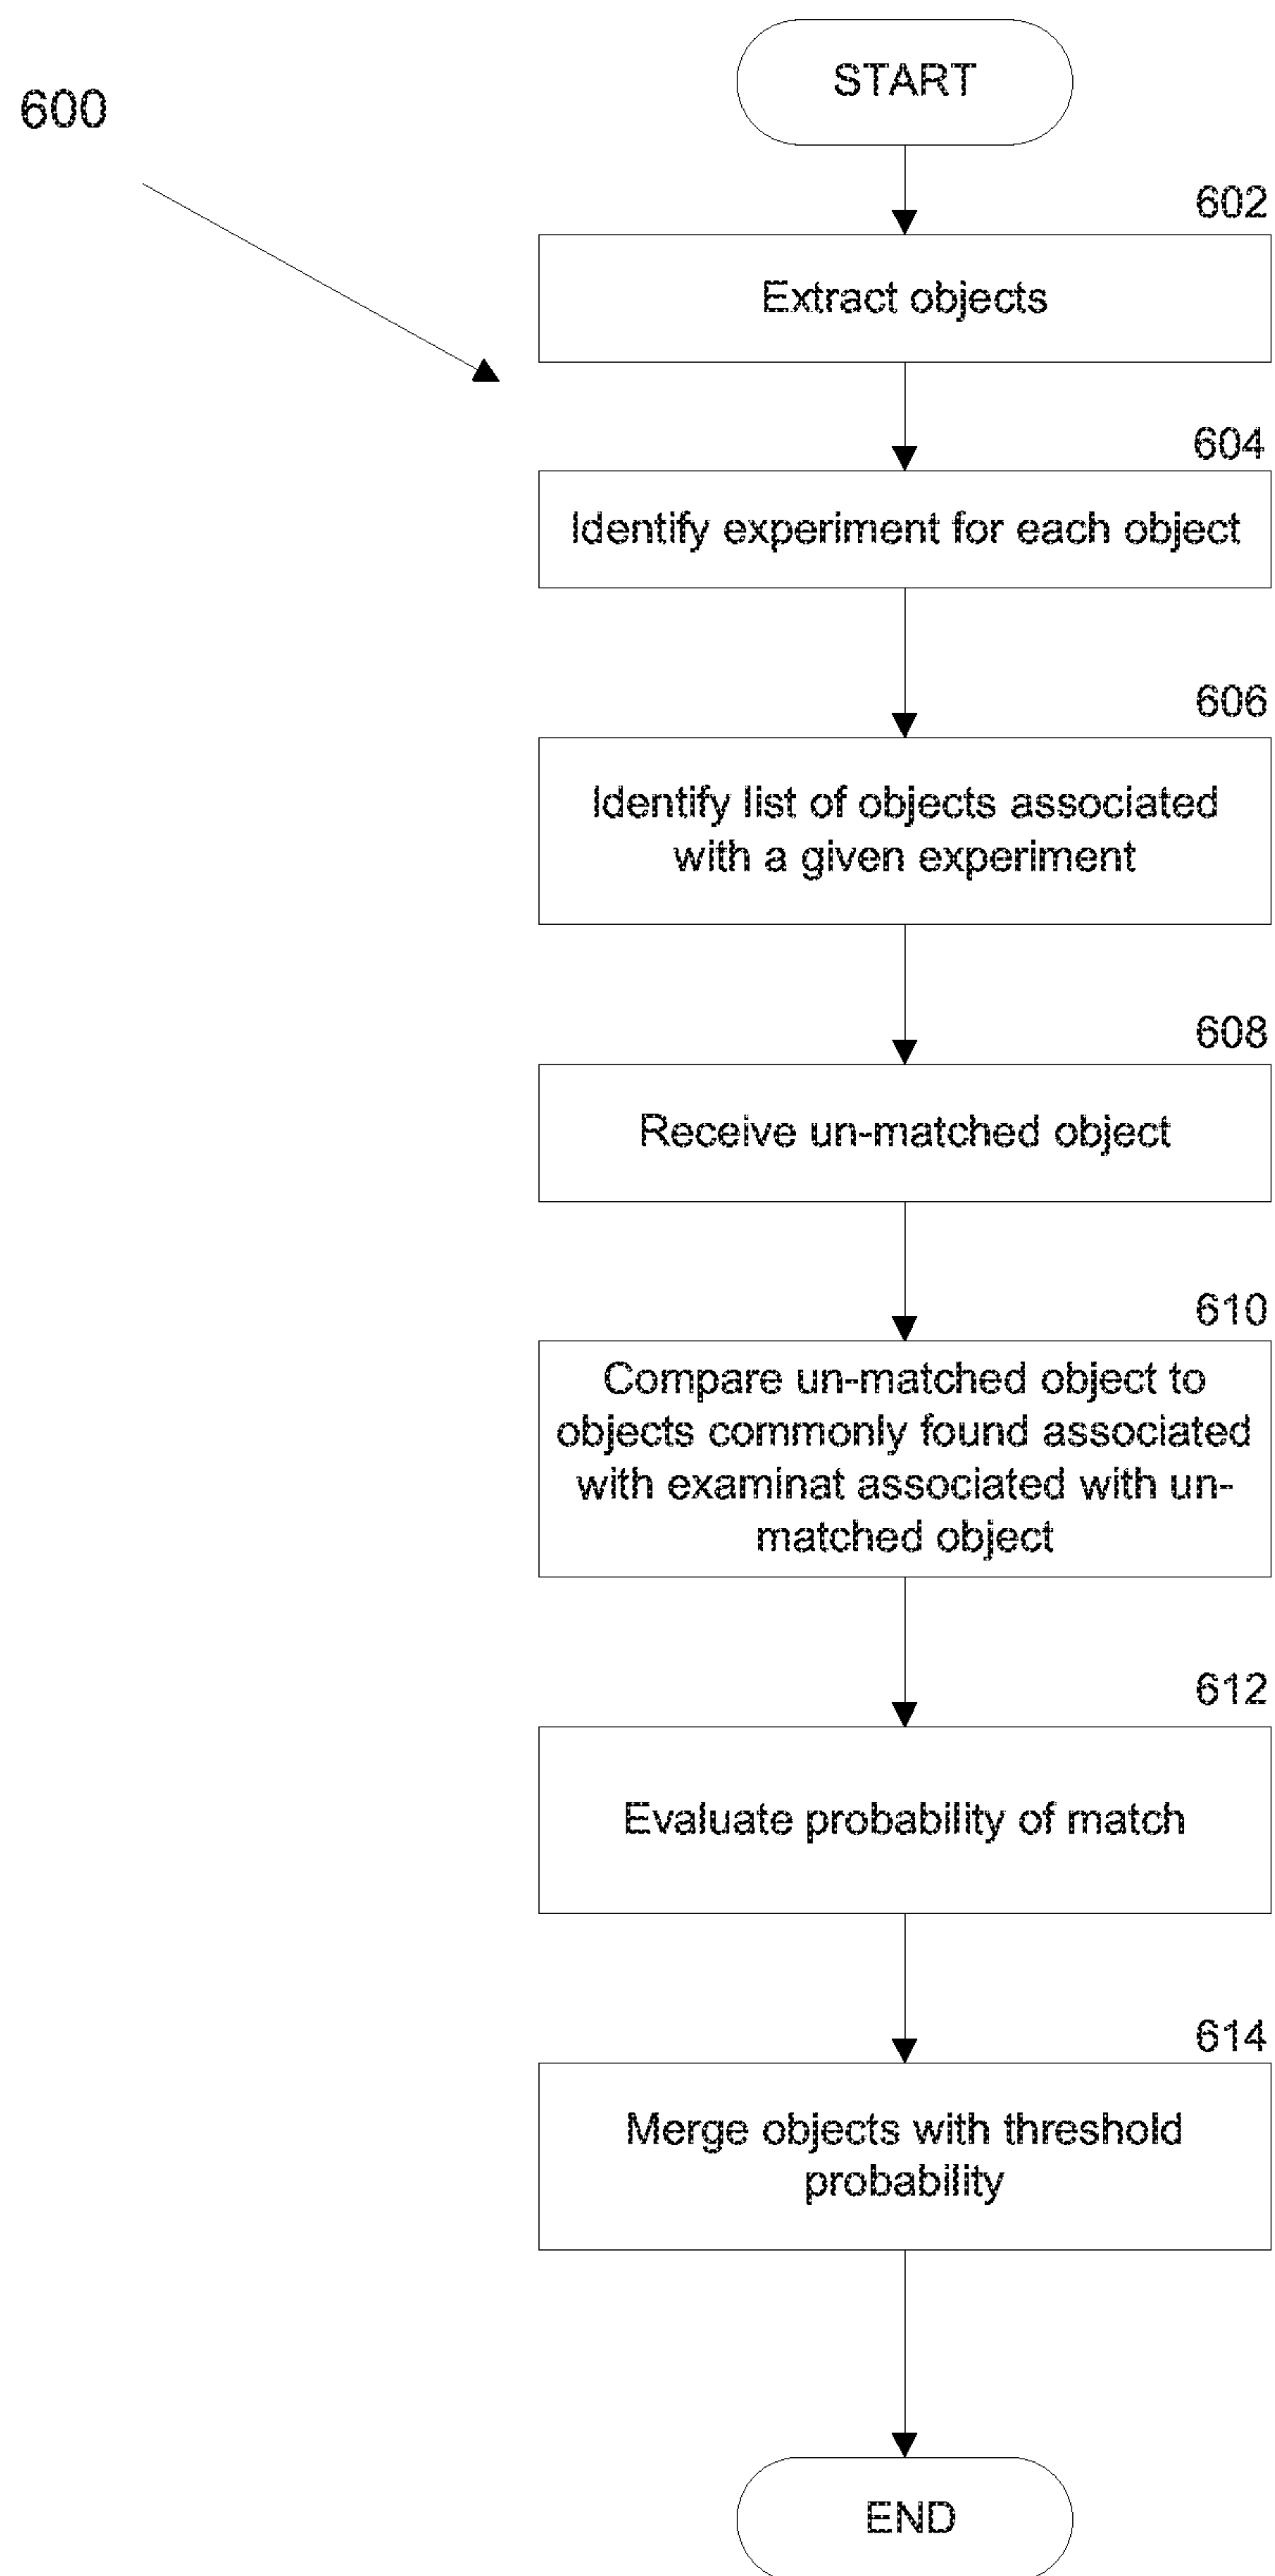 START
600
602
Extract objects
604
Identify experiment for each object
606
Identify list of objects associated
with a given experiment
608
Receive un-matched object
610
Compare un-matched object to
objects commonly found associated
with examinat associated with un-
matched object
612
Evaluate probability of match
614
Merge objects with threshold
probability
END